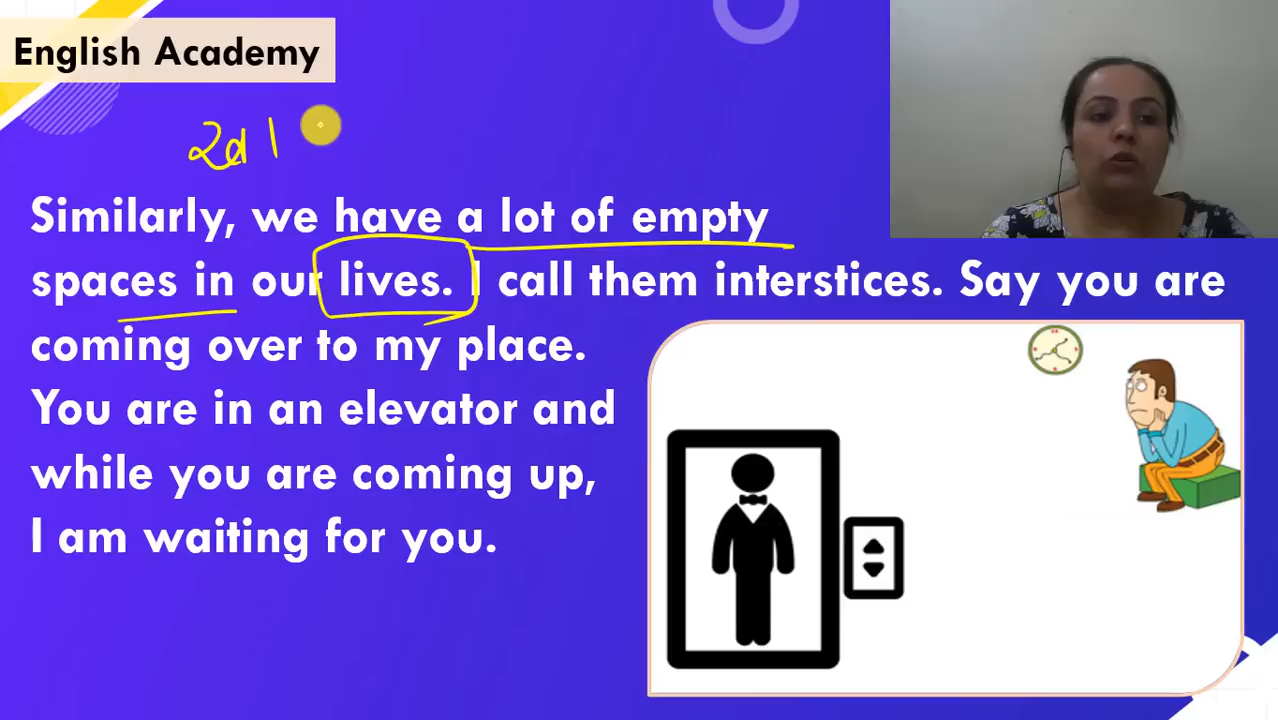 English Academy
Similarly, we have a lot of empty
spaces in our lives. I call them interstices. Say you are
coming over to my place.
You are in an elevator and
while you are coming up,
I am waiting for you.